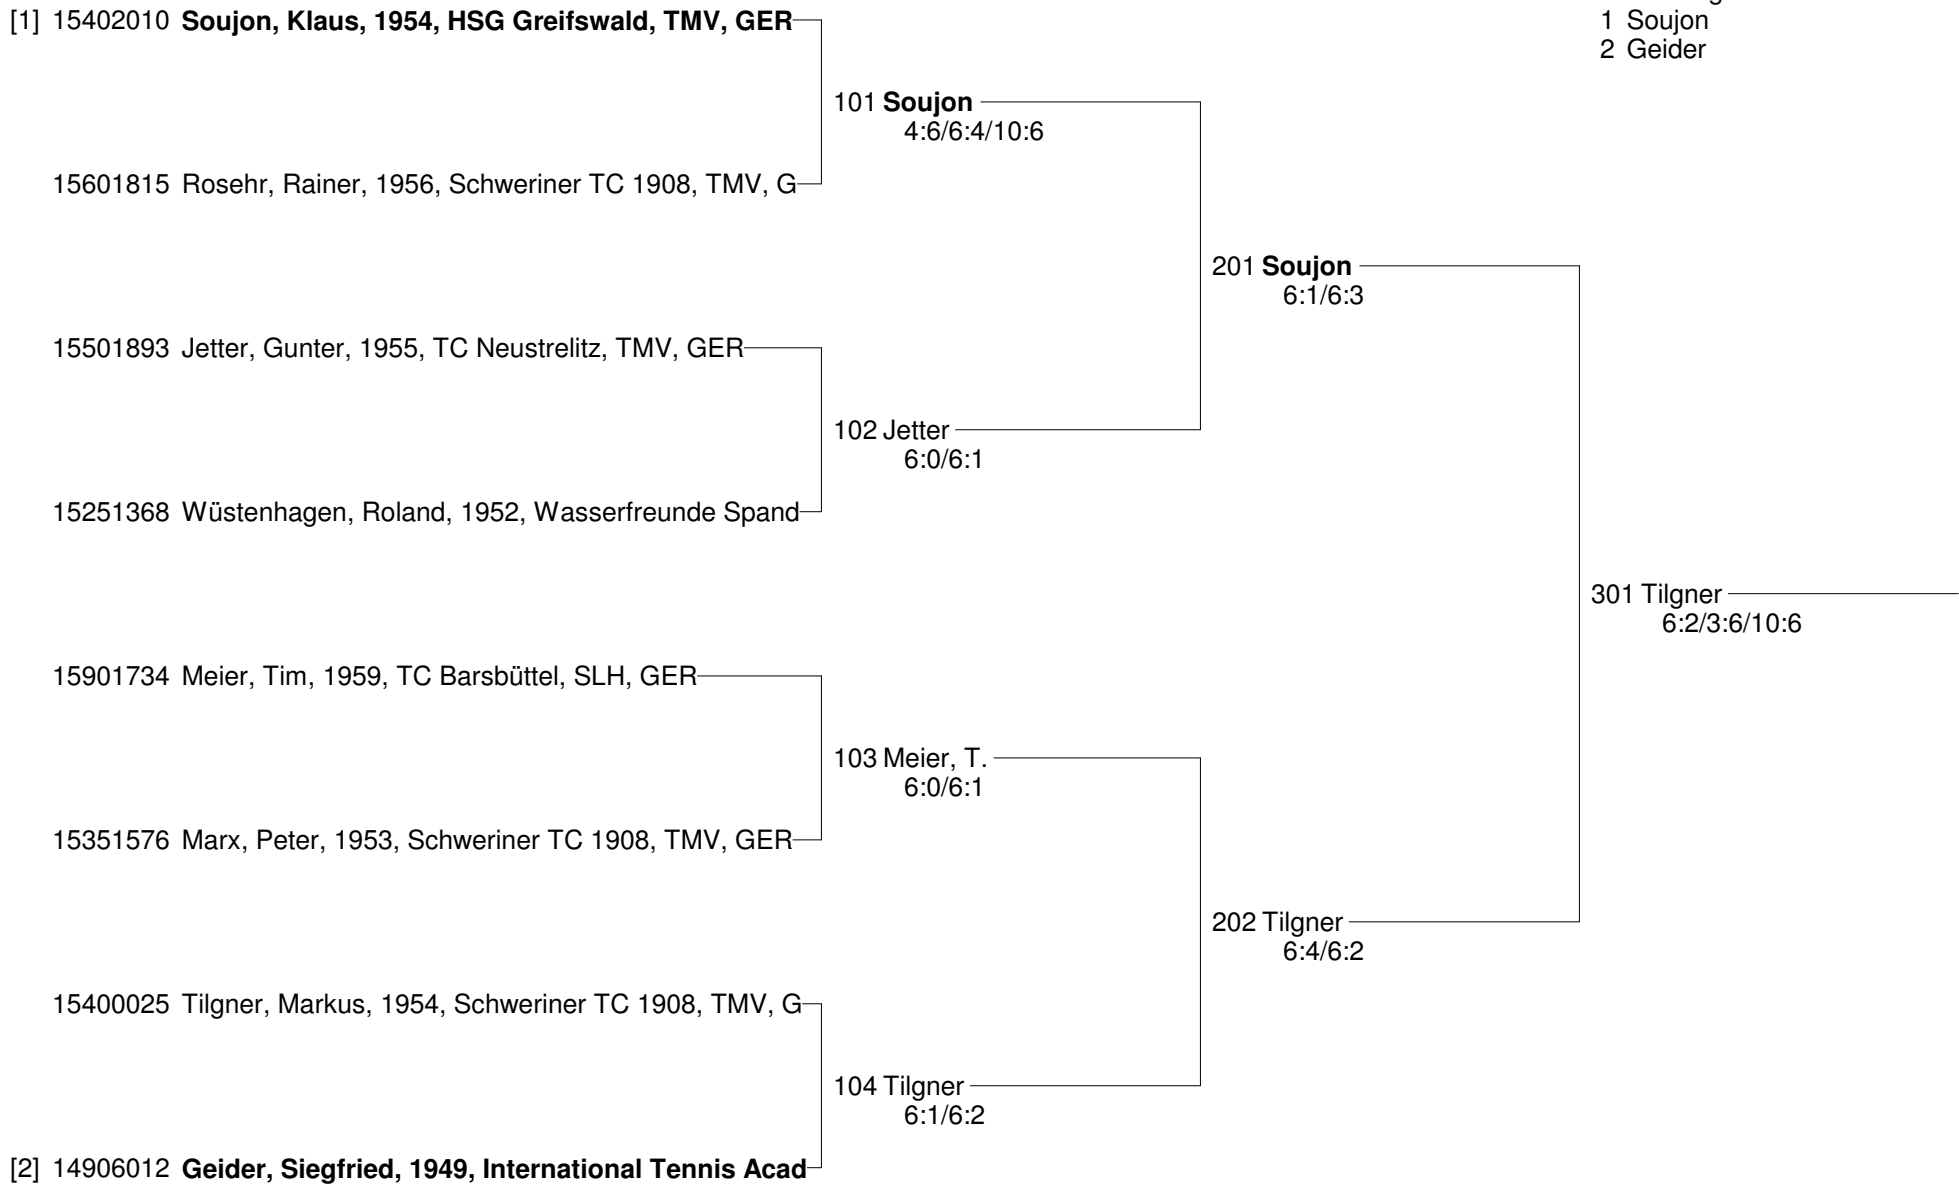 [1] 15402010 Soujon, Klaus, 1954, HSG Greifswald, TMV, GER
1 Soujon
2 Geider
101 Soujon
4:6/6:4/10:6
15601815 Rosehr, Rainer, 1956, Schweriner TC 1908, TMV, G
201 Soujon
6:1/6:3
15501893 Jetter, Gunter, 1955, TC Neustrelitz, TMV, GER
102 Jetter
6:0/6:1
15251368 Wüstenhagen, Roland, 1952, Wasserfreunde Spand
301 Tilgner
6:2/3:6/10:6
15901734 Meier, Tim, 1959, TC Barsbüttel, SLH, GER
103 Meier, T.
6:0/6:1
15351576 Marx, Peter, 1953, Schweriner TC 1908, TMV, GER
202 Tilgner
6:4/6:2
15400025 Tilgner, Markus, 1954, Schweriner TC 1908, TMV, G
104 Tilgner
6:1/6:2
[2] 14906012 Geider, Siegfried, 1949, International Tennis Acad